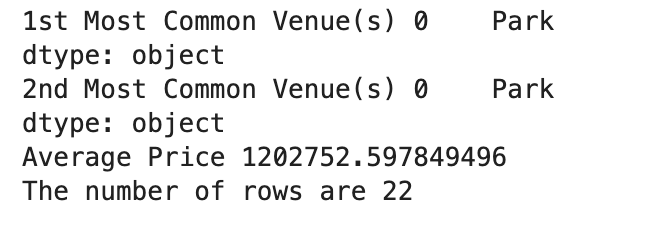 1st Most Common Venue(s) 0    Park
dtype: object
2nd Most Common Venue(s) 0    Park
dtype: object
Average Price 1202752.597849496
The number of rows are 22